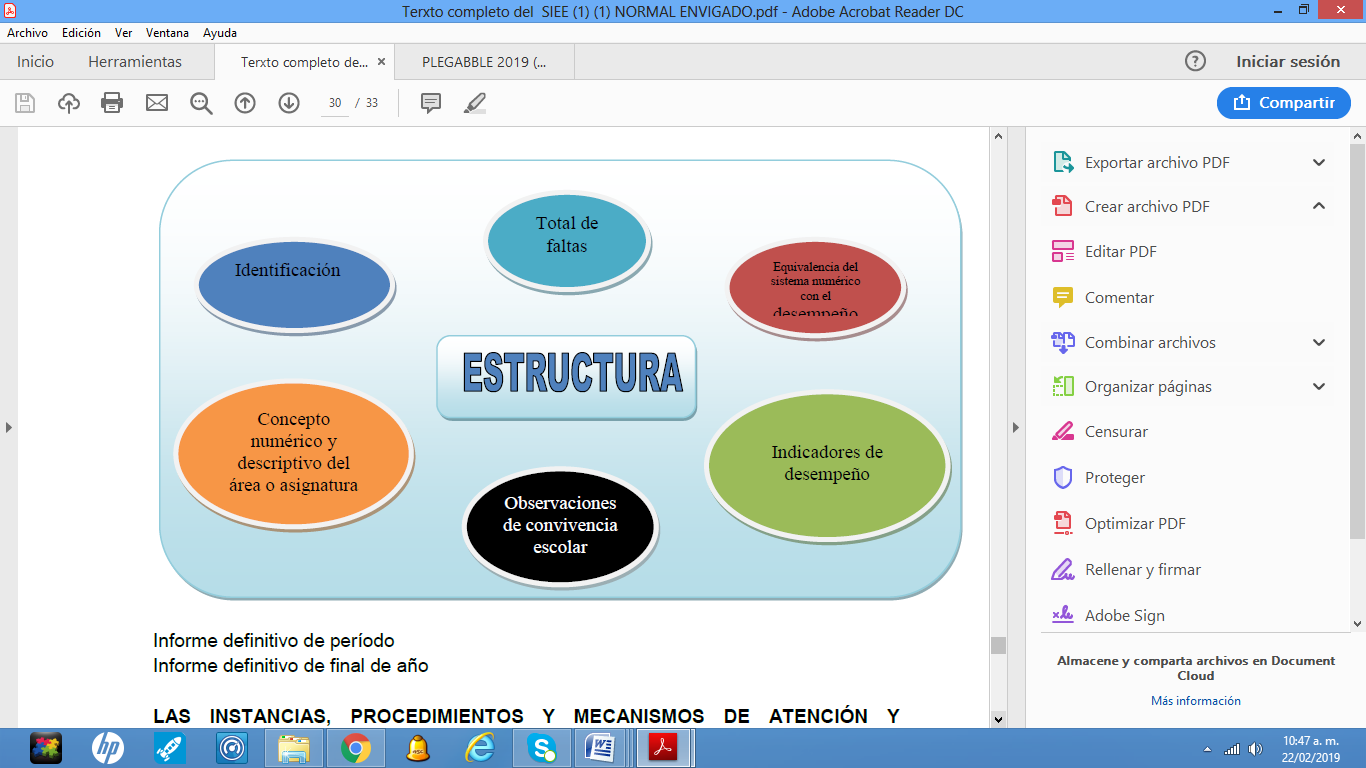 Terxto completo del SIEE (1) (1) NORMAL ENVIGADO.pdf - Adobe Acrobat Reader DC
Archivo Edición Ver Ventana Ayuda
Inicio Herramientas Terxto completo de... × PLEGABBLE 2019 (... Iniciar sesión
30 / 33
Compartir
Total de
faltas
Identificación
Equivalencia del
sistema numérico
con el
desempeño
ESTRUCTURA
Concepto
numérico y
descriptivo del
área o asignatura
Indicadores de
desempeño
Observaciones
de convivencia
escolar
Informe definitivo de período
Informe definitivo de final de año
LAS INSTANCIAS, PROCEDIMIENTOS Y MECANISMOS DE ATENCIÓN Y
Exportar archivo PDF
Crear archivo PDF
Editar PDF
Comentar
Combinar archivos
Organizar páginas
Censurar
Proteger
Optimizar PDF
Rellenar y firmar
Adobe Sign
Almacene y comparta archivos en Document
Cloud
Más información
10:47 a. m.
22/02/2019